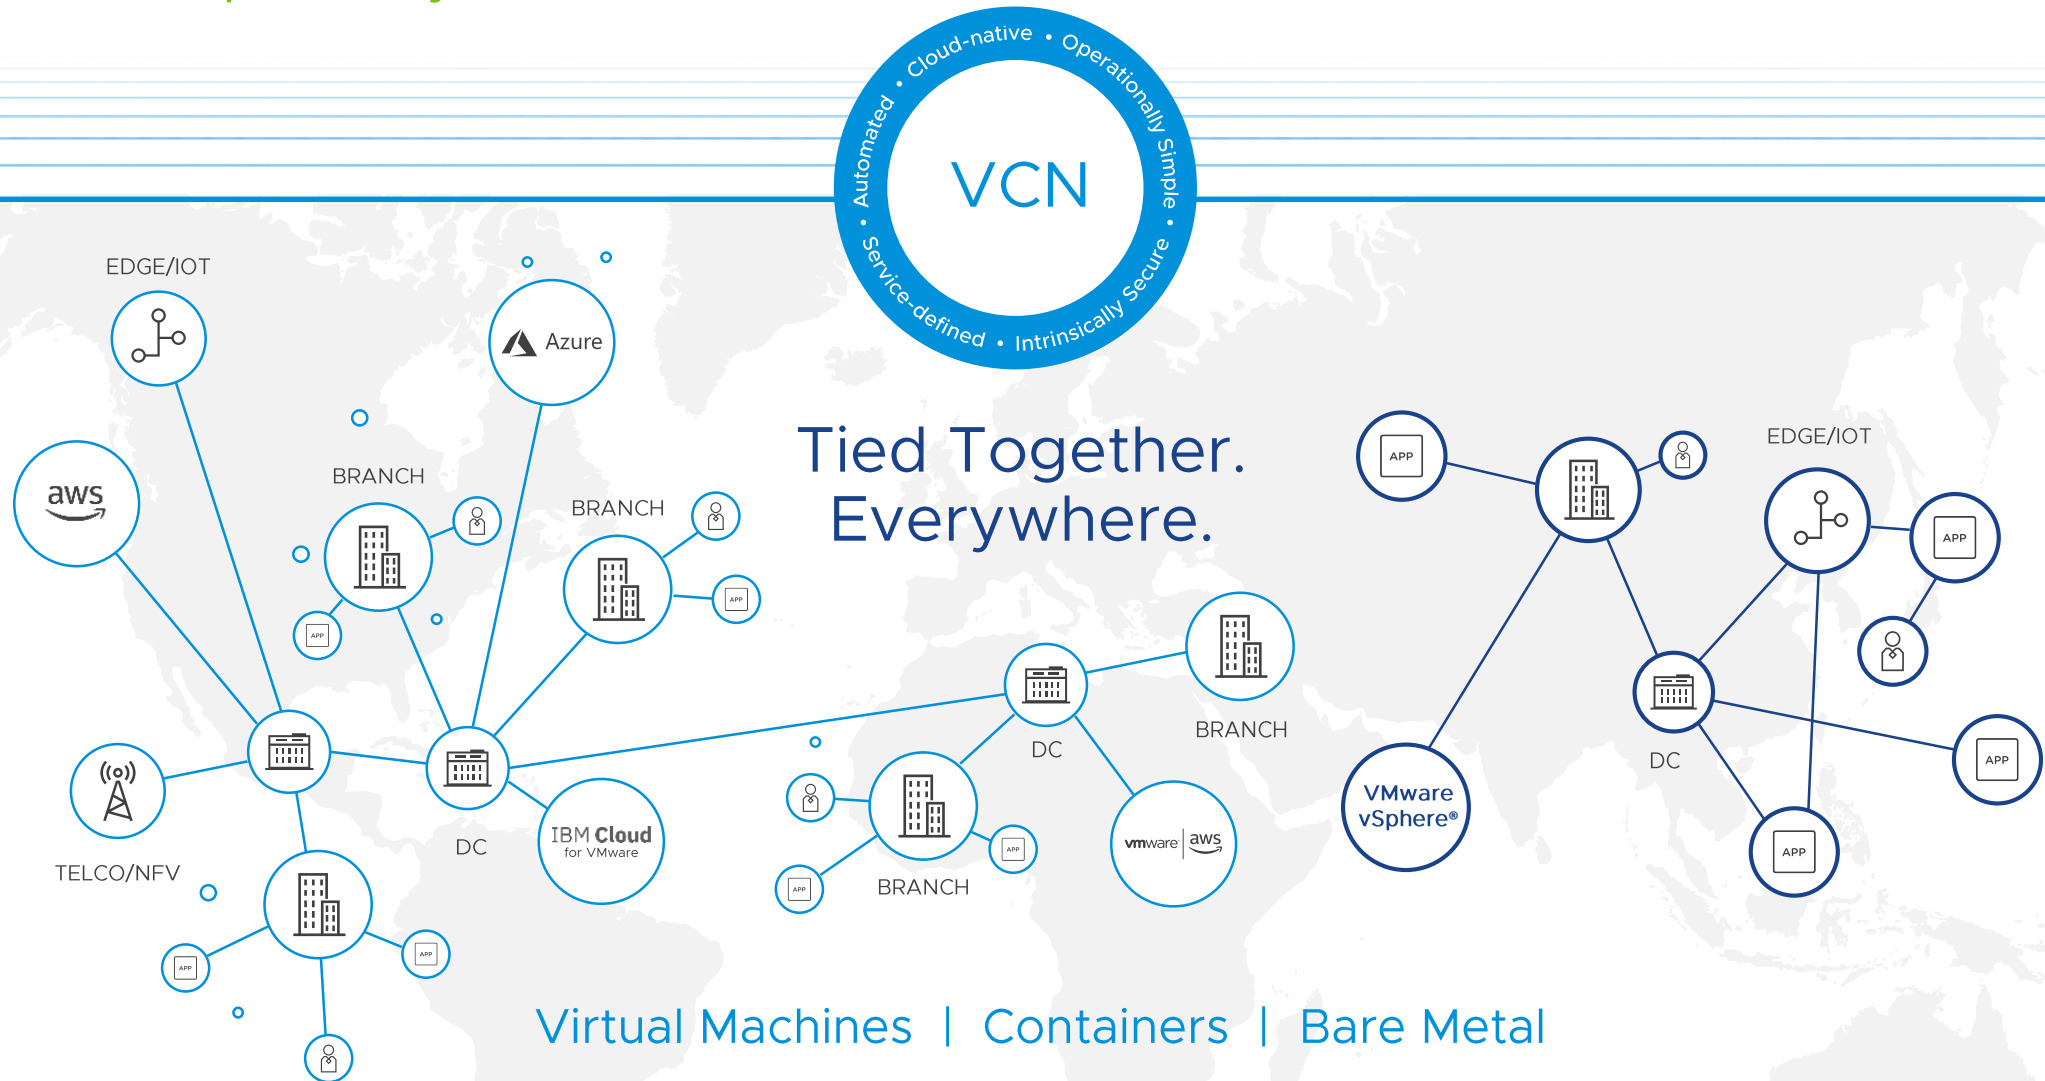 Automated • Cloud-native • Operationally Simple •
Service-defined • Intrinsically Secure •
VCN
EDGE/IOT
Azure
aws
BRANCH
BRANCH
APP
APP
Tied Together.
Everywhere.
APP
EDGE/IOT
APP
BRANCH
DC
DC
APP
VMware
vSphere®
APP
TELCO/NFV
DC
IBM Cloud
for VMware
APP
APP
BRANCH
vmware | aws
APP
APP
Virtual Machines | Containers | Bare Metal